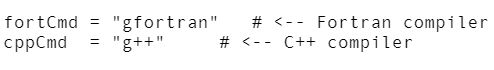 fortCmd = "gfortran"   # <-- Fortran compiler
cppCmd  = "g++"     # <-- C++ compiler